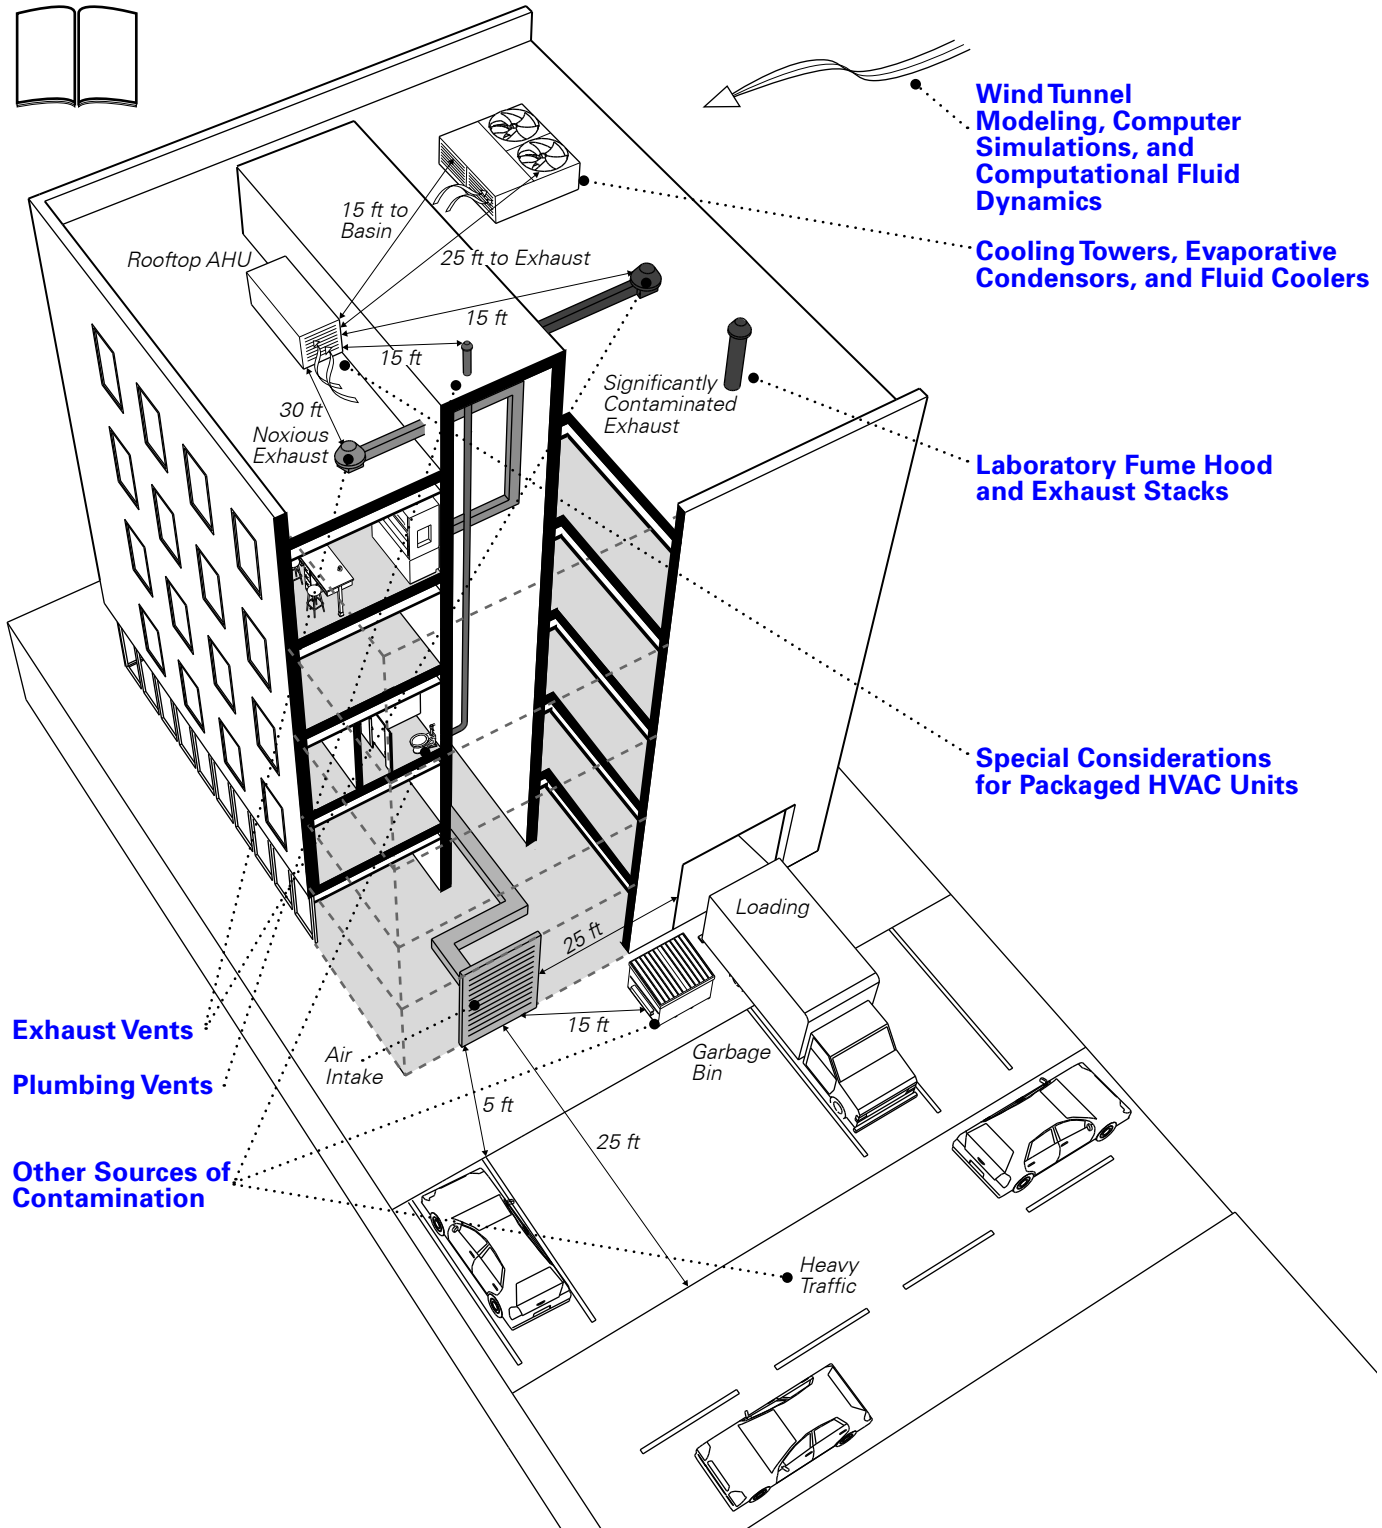 Wind Tunnel
Modeling, Computer
Simulations, and
Computational Fluid
Dynamics
15 ft to
Basin
Rooftop AHU
25 ft to Exhaust
Cooling Towers, Evaporative
Condensors, and Fluid Coolers
15 ft
15 ft
30 ft
Noxious
Exhaust
Significantly
Contaminated
Exhaust
Laboratory Fume Hood
and Exhaust Stacks
Special Considerations
for Packaged HVAC Units
Loading
25 ft
Exhaust Vents
15 ft
Air
Intake
Garbage
Bin
Plumbing Vents
5 ft
25 ft
Other Sources of
Contamination
Heavy
Traffic